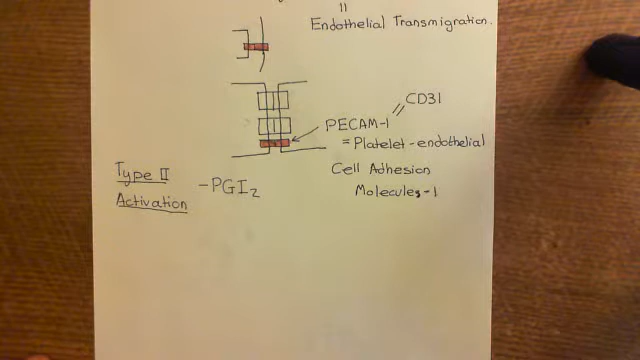 =
Endothelial Transmigration.
CD31
=
PECAM-1
= Platelet-endothelial
Cell Adhesion
Molecules-1
Type II
Activation
- PGI2